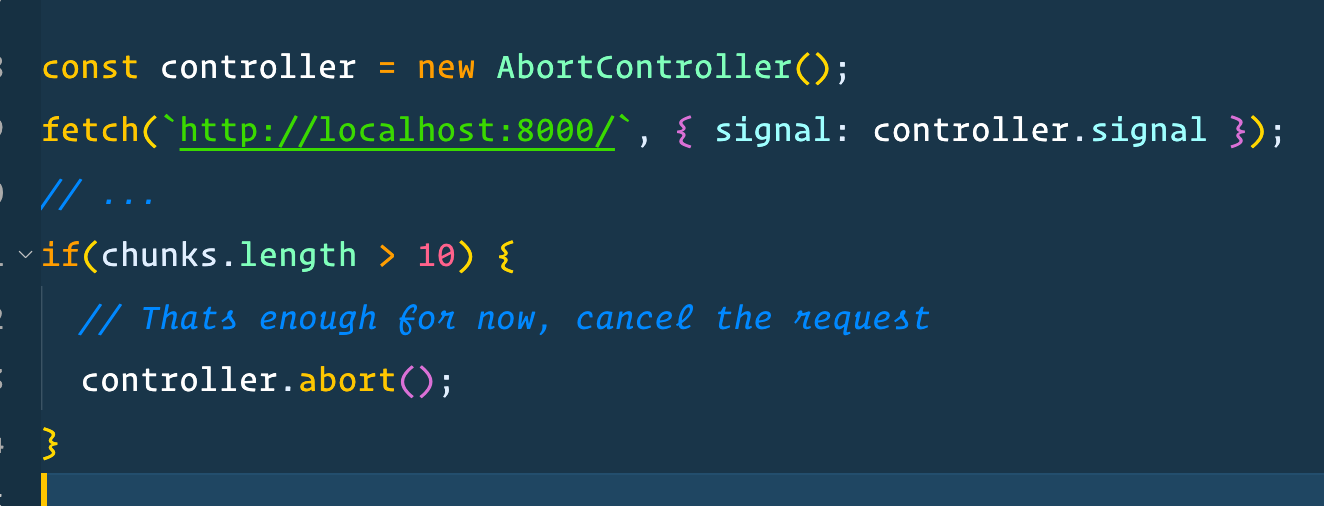 const controller = new AbortController();
fetch(`http://localhost:8000/`, { signal: controller.signal });
// ...
if(chunks.length > 10) {
// Thats enough for now, cancel the request
controller.abort();
}